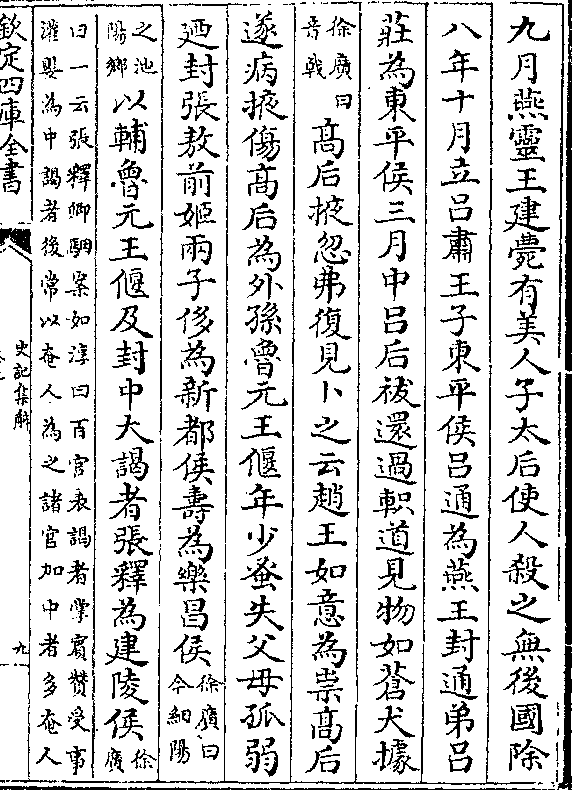 九月燕靈王建薨有美人子太后使人殺之無後國除
八年十月立呂肅王子東平侯呂通為燕王封通弟呂
莊為東平侯三月中呂后祓還過軹道見物如蒼犬據
徐廣曰
音戟
高后掖忽弗復見卜之云趙王如意為祟高后
遂病掖傷高后為外孫魯元王偃年少蚤失父母孤弱
廼封張敖前姬兩子侈為新都侯壽為樂昌侯
徐廣曰
今細陽
之池
陽鄉
以輔魯元王偃及封中大謁者張釋為建陵侯
徐
廣
曰一云張釋卿駰案如淳曰百官表謁者掌賓贊受事
灌嬰為中謁者後常以奄人為之諸官加中者多奄人
欽定四庫全書
史記集解
九